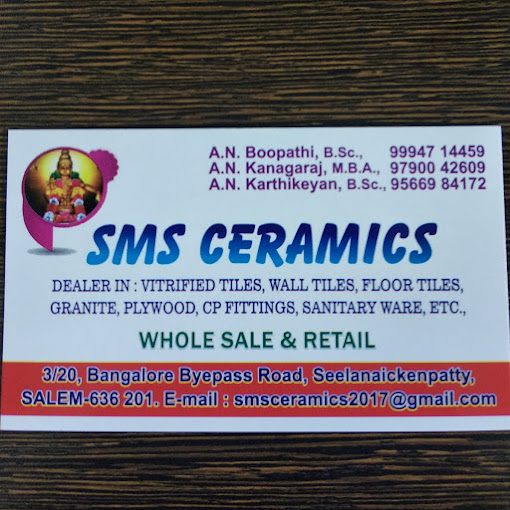 A.N. Boopathi, B.Sc., 99947 14459
A.N. Kanagaraj, M.B.A., 97900 42609
A.N. Karthikeyan, B.Sc., 95669 84172
SMS CERAMICS
DEALER IN : VITRIFIED TILES, WALL TILES, FLOOR TILES,
GRANITE, PLYWOOD, CP FITTINGS, SANITARY WARE, ETC.,
WHOLE SALE & RETAIL
3/20, Bangalore Byepass Road, Seelanaickenpatty,
SALEM-636 201. E-mail : smsceramics2017@gmail.com